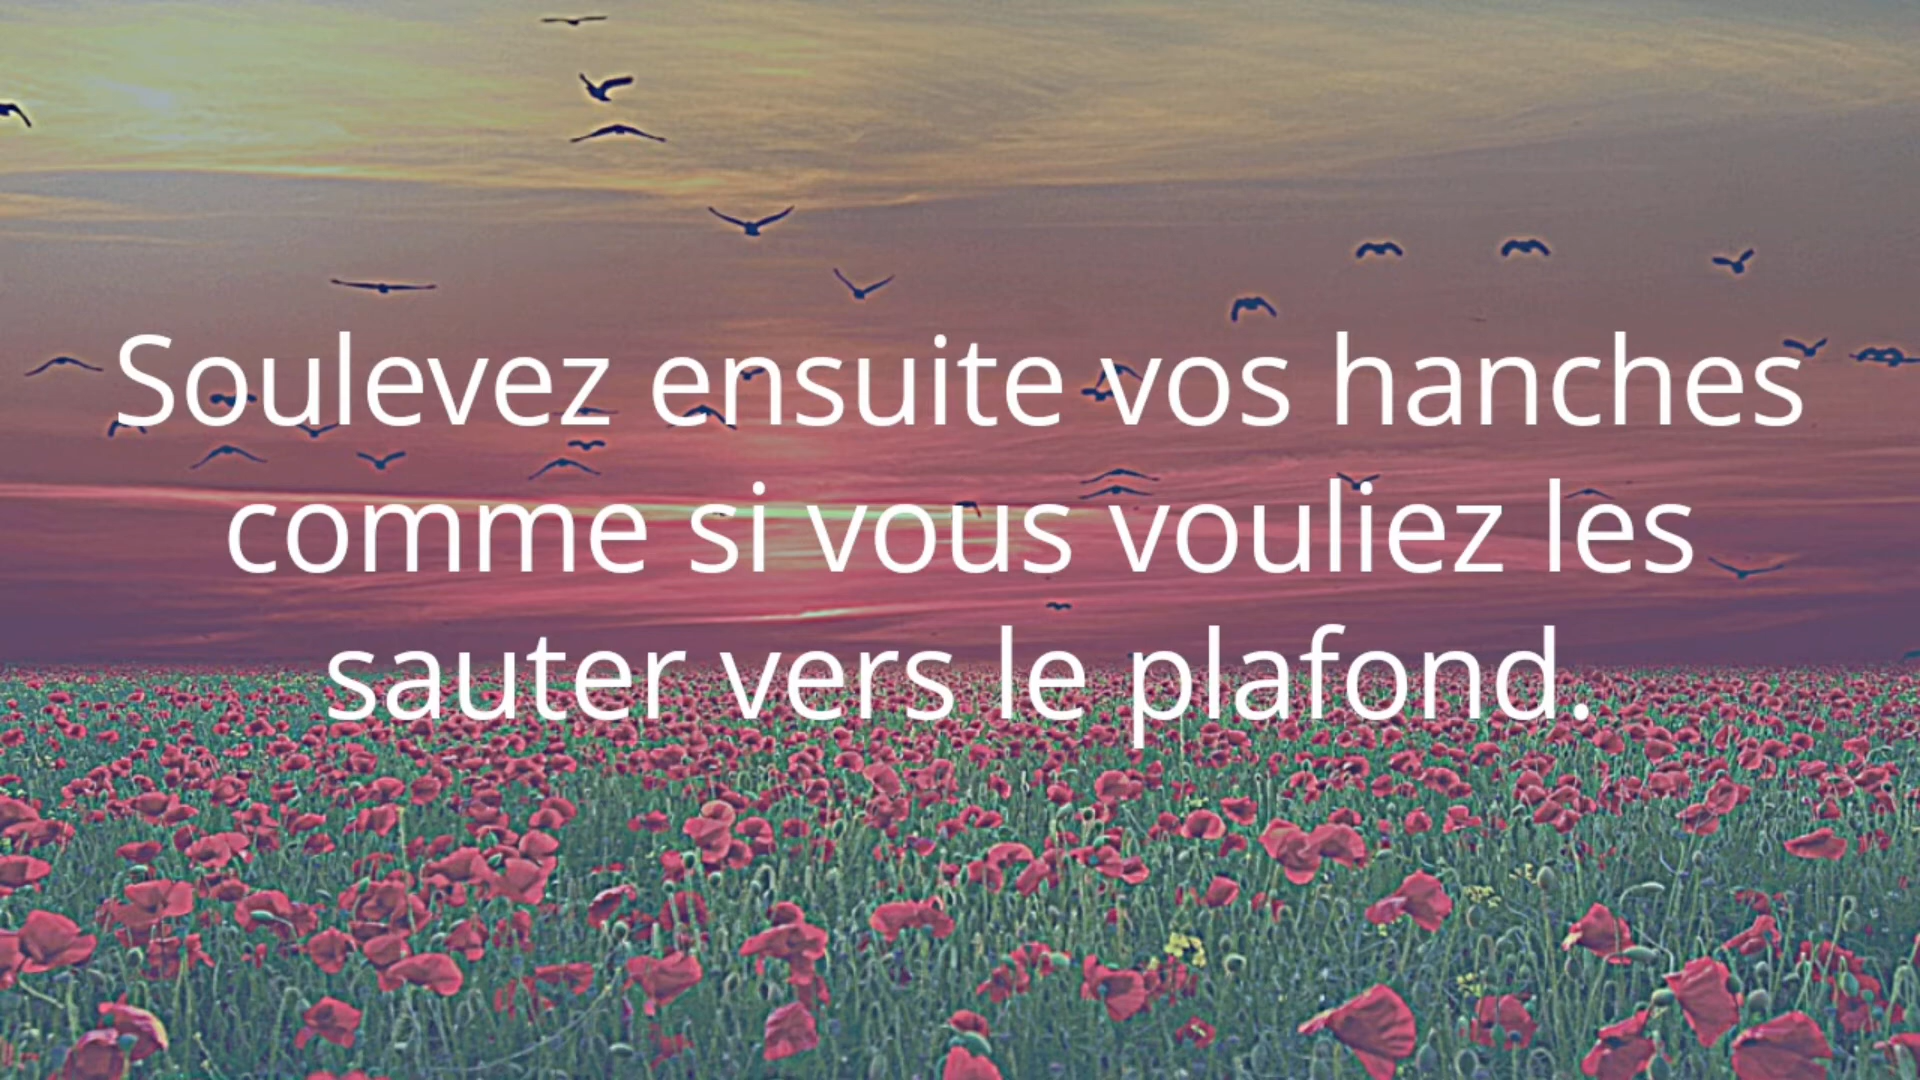 Soulevez ensuite vos hanches
comme si vous vouliez les
sauter vers le plafond.